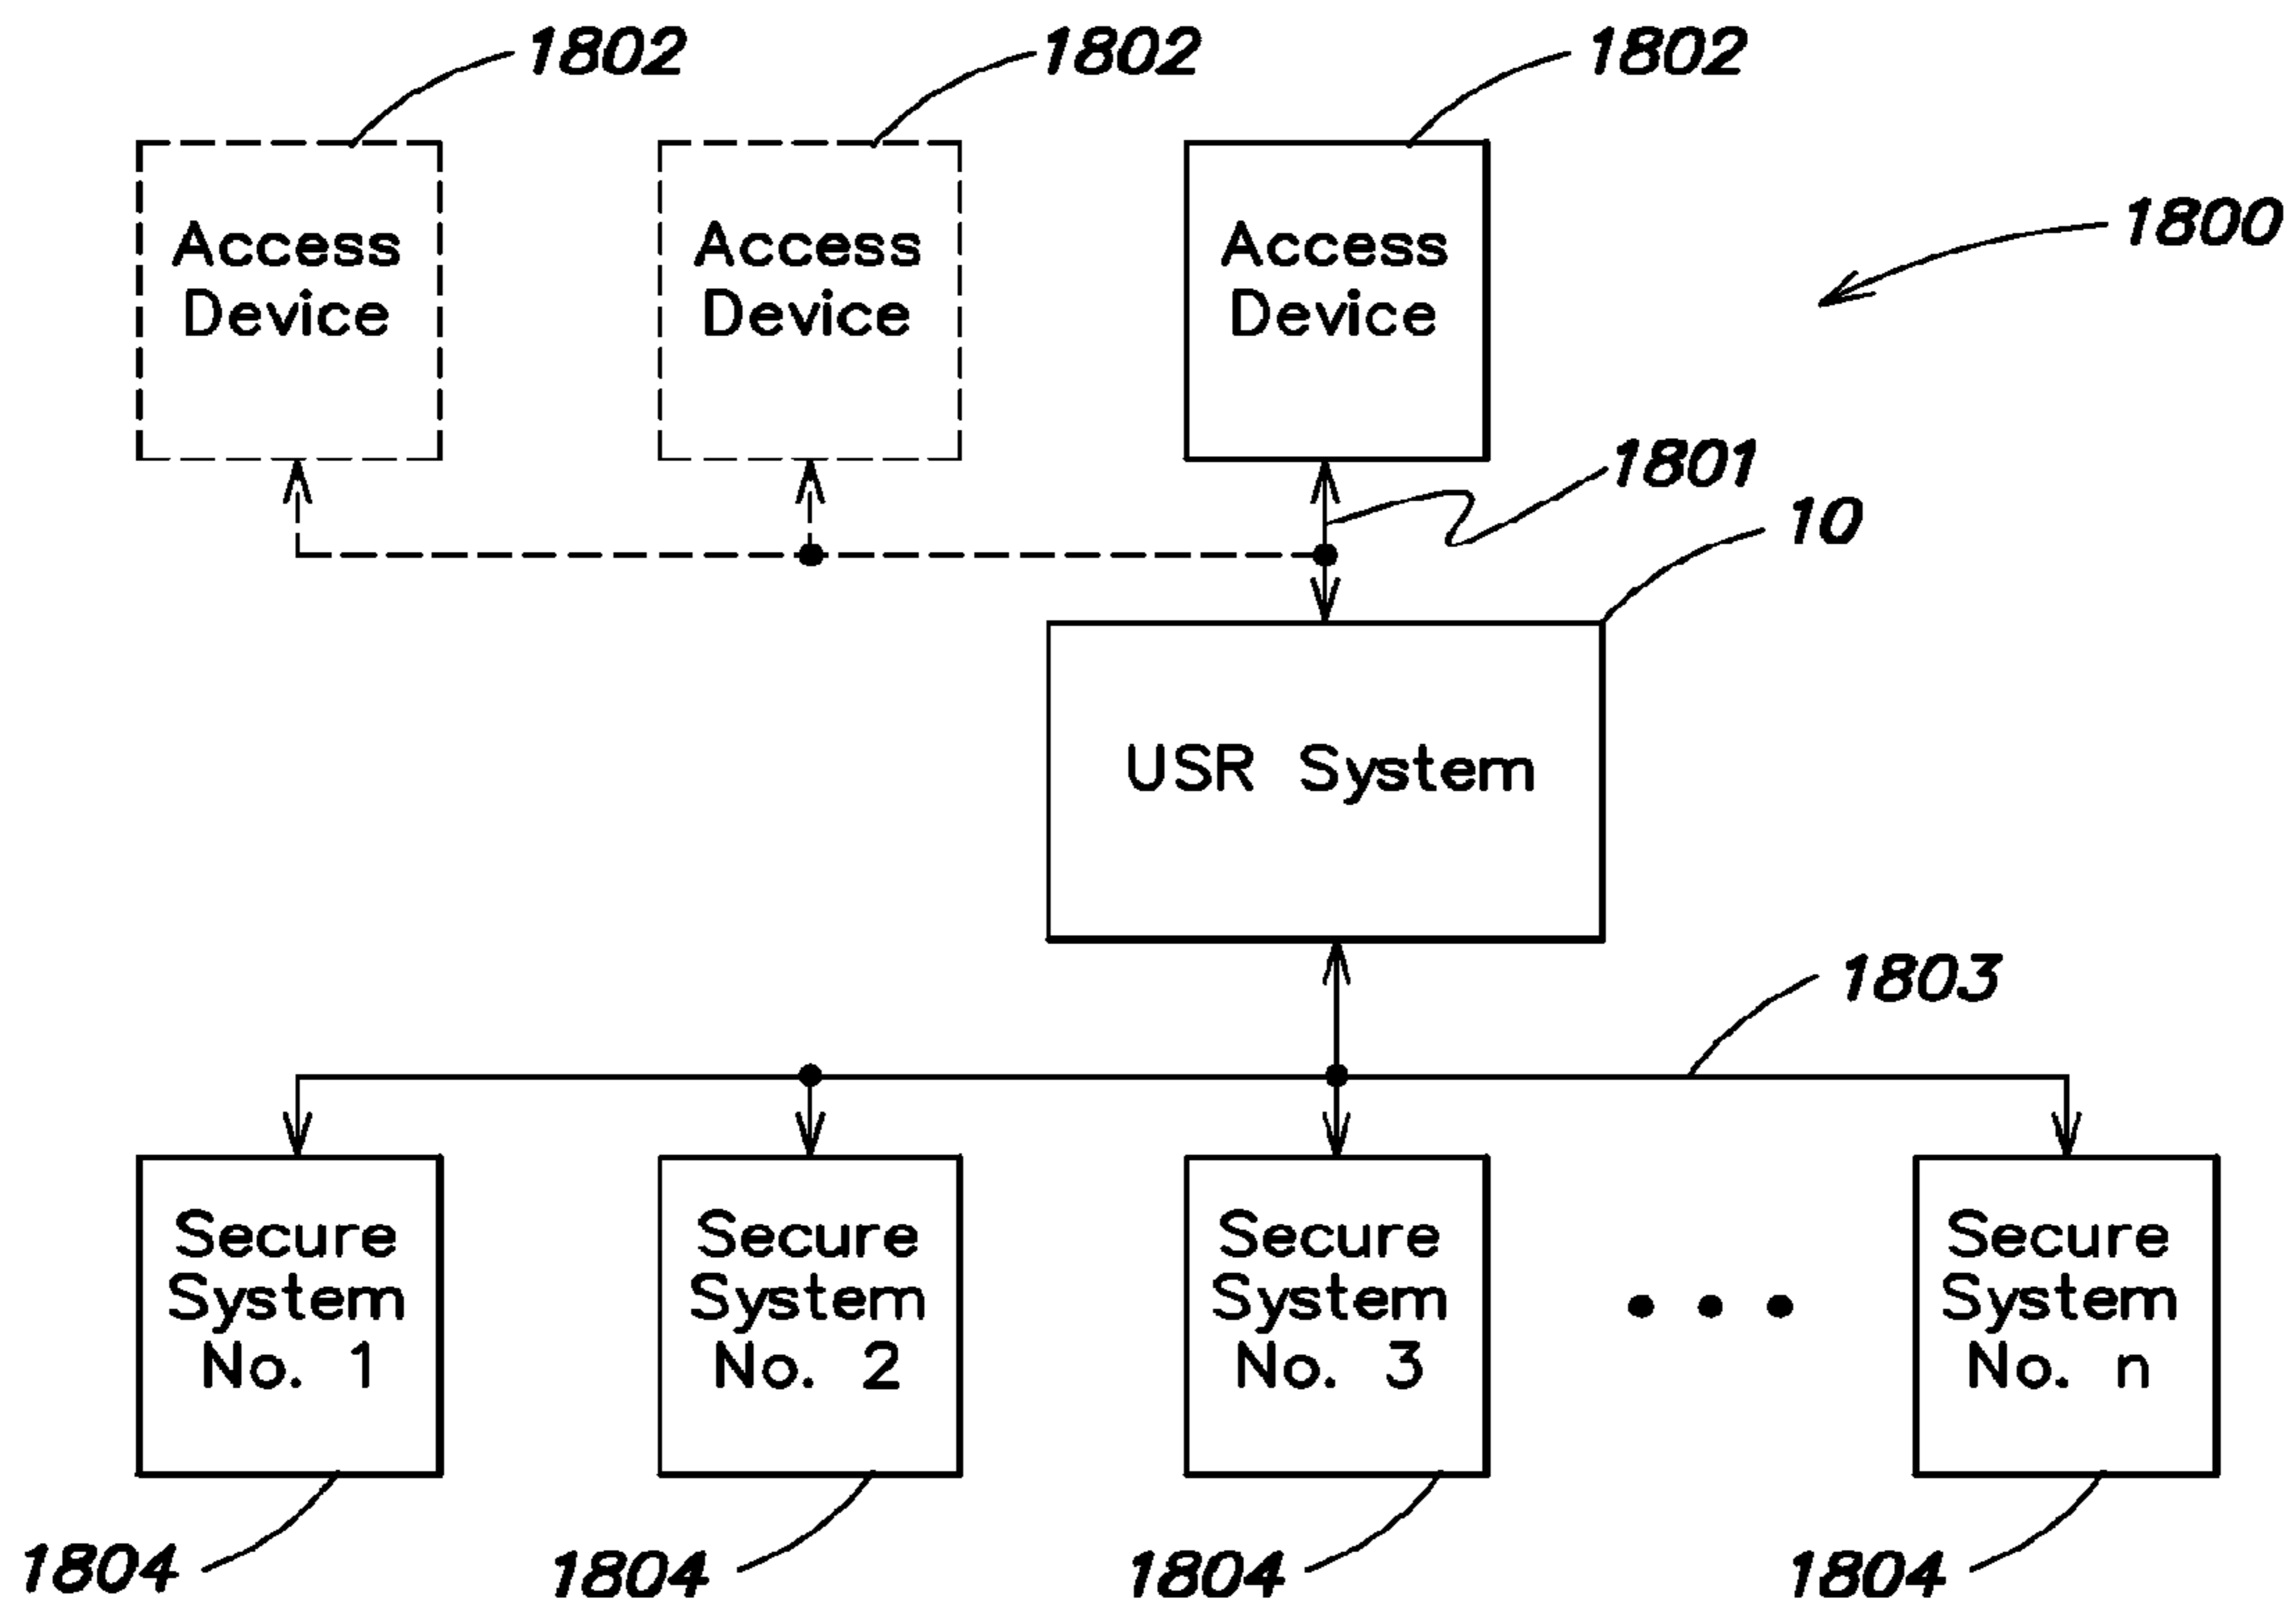 1802
1802
1802
Access
Device
Access
Device
Access
Device
1800
1801
10
USR System
1803
Secure
System
No. 1
Secure
System
No. 2
Secure
System
No. 3
Secure
System
No. n
1804
1804
1804
1804